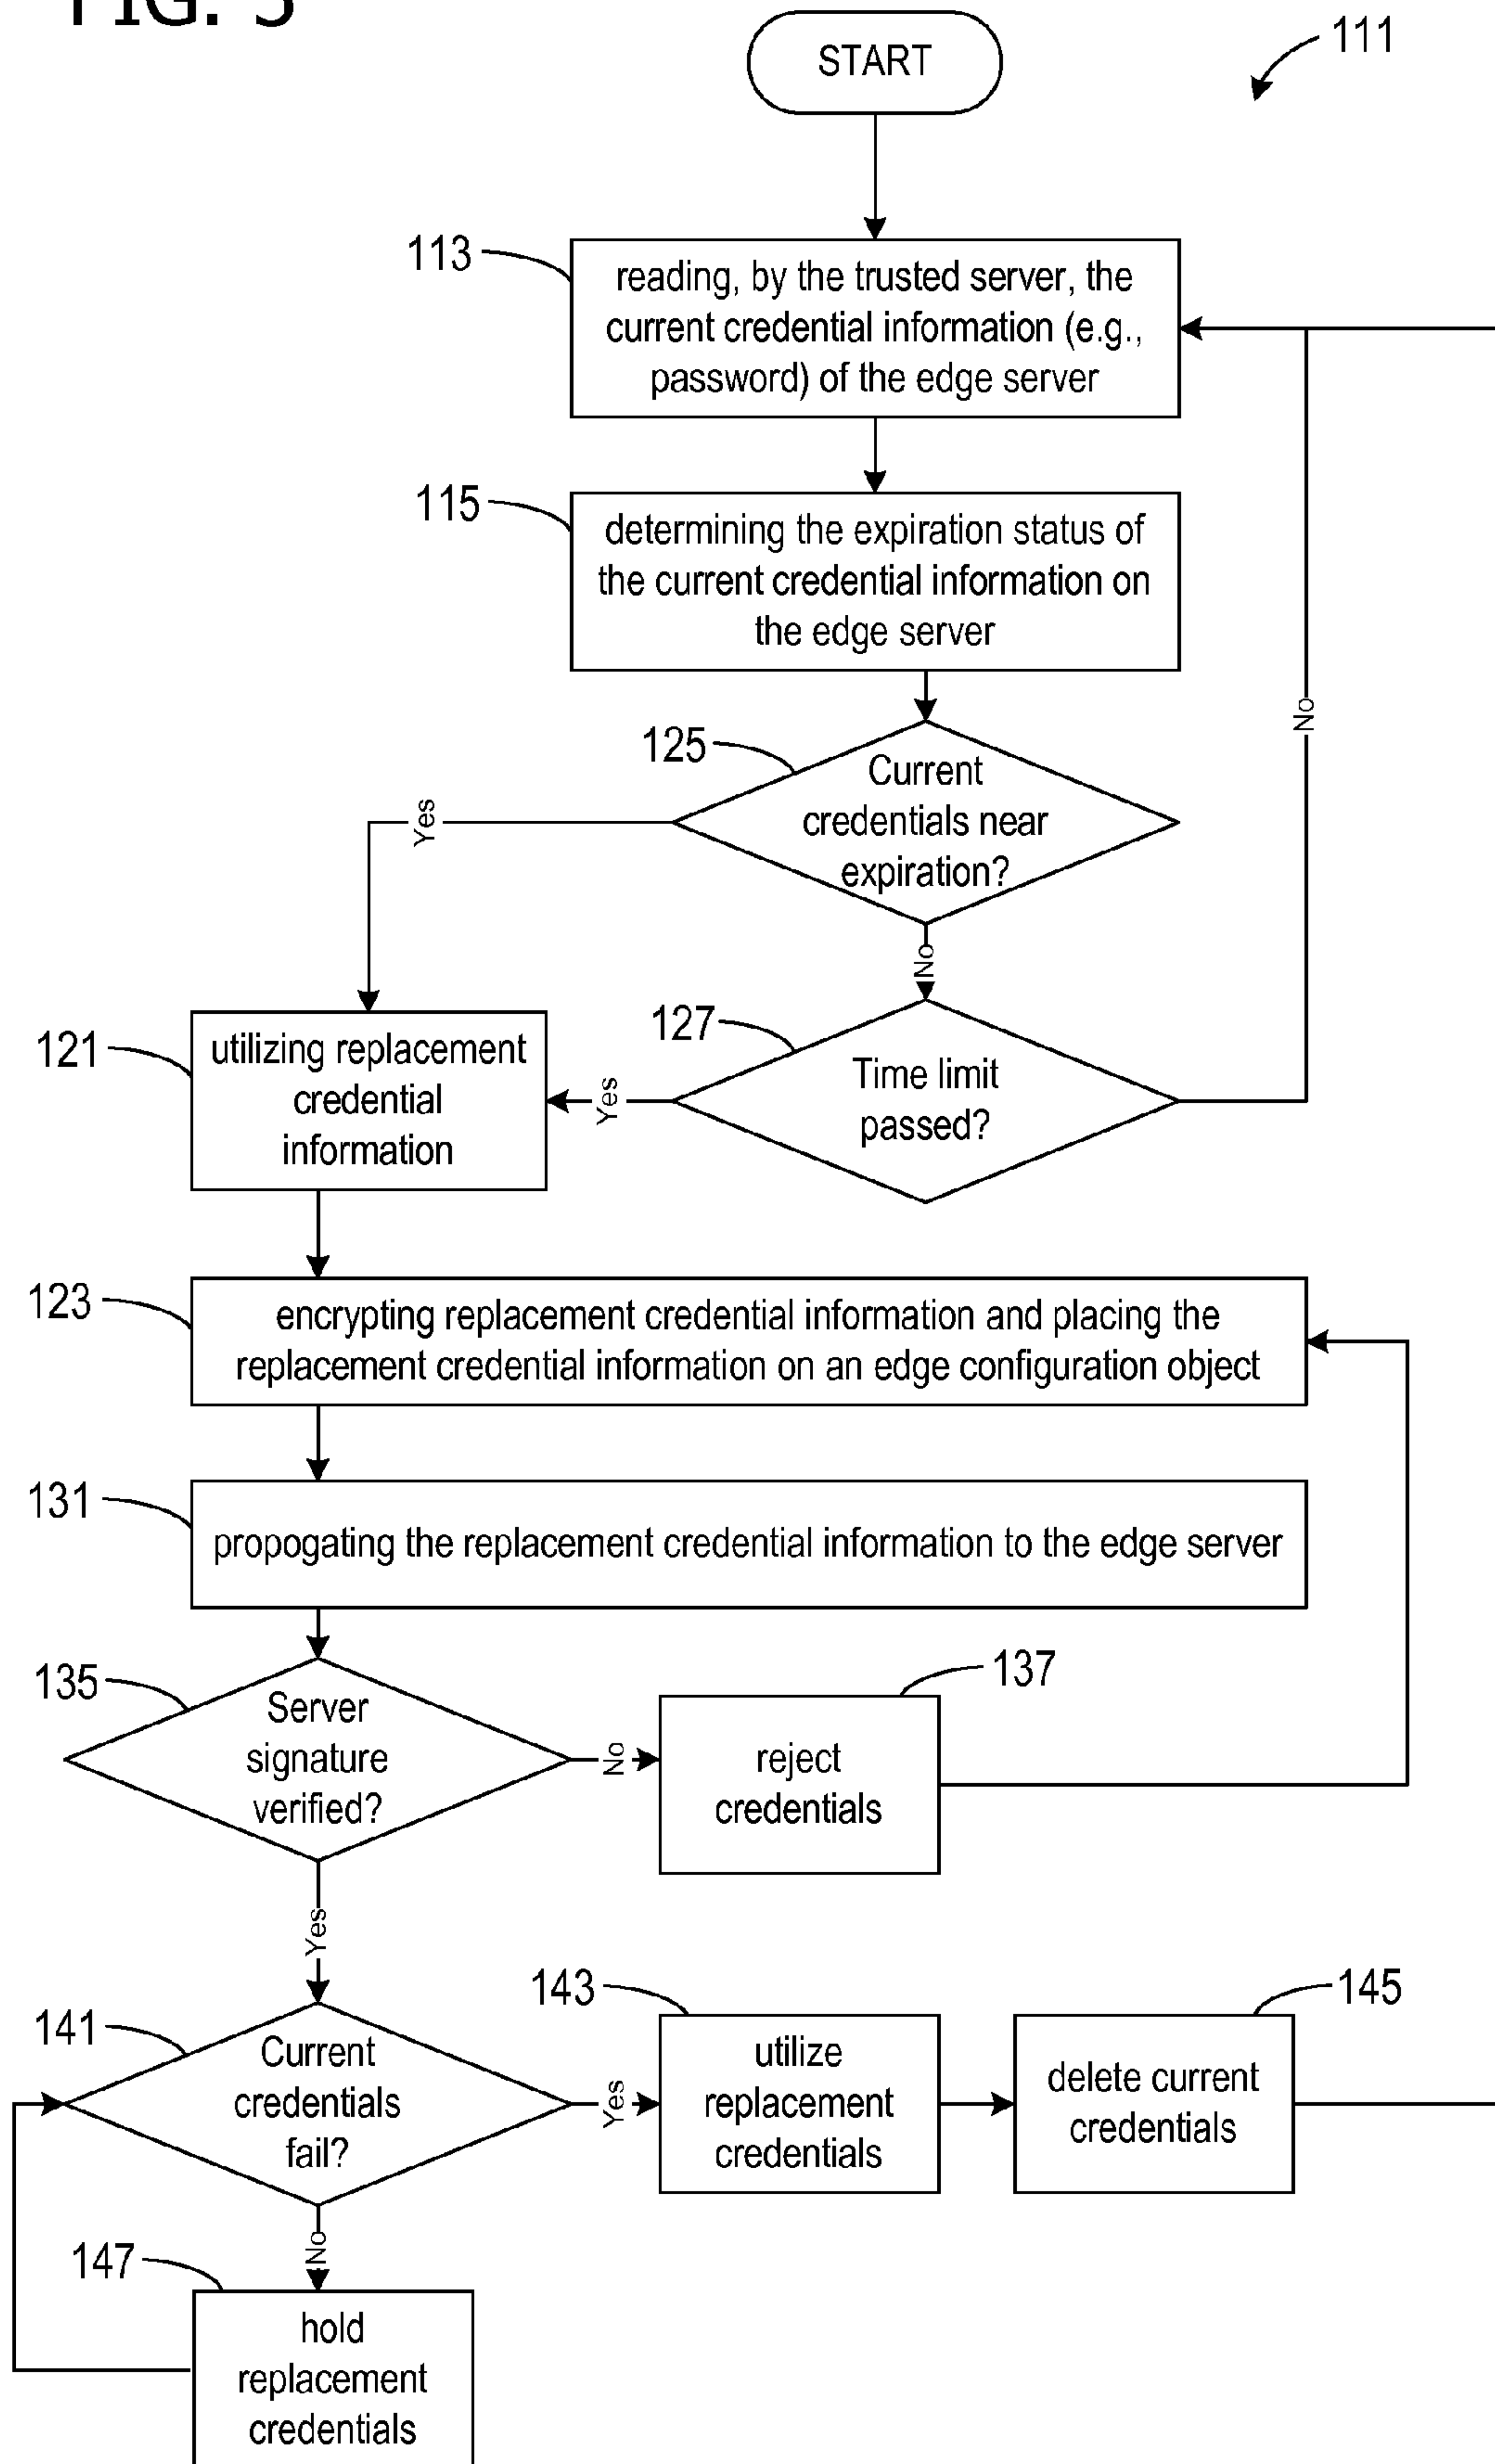 FIG. 3
START
111
113
reading, by the trusted server, the
current credential information (e.g.,
password) of the edge server
115
determining the expiration status of
the current credential information on
the edge server
125
Current
credentials near
expiration?
Yes
No
No
121
utilizing replacement
credential
information
127
Time limit
passed?
Yes
123
encrypting replacement credential information and placing the
replacement credential information on an edge configuration object
131
propogating the replacement credential information to the edge server
135
Server
signature
verified?
No
137
reject
credentials
Yes
141
Current
credentials
fail?
Yes
143
utilize
replacement
credentials
145
delete current
credentials
No
147
hold
replacement
credentials